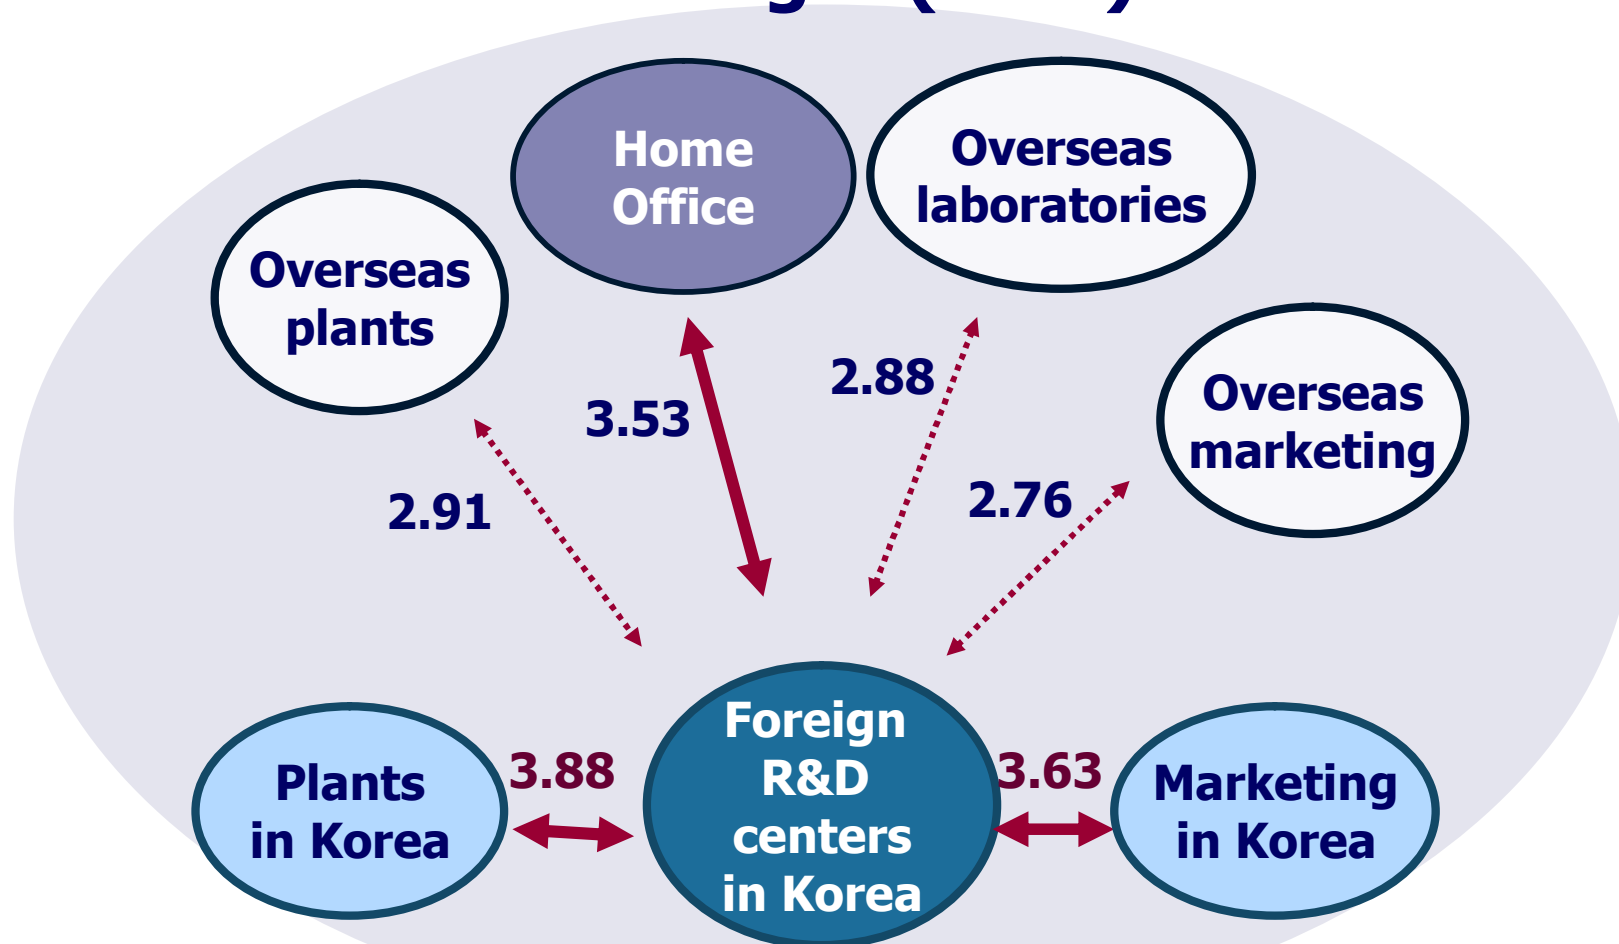 Home
Office
Overseas
laboratories
Overseas
plants
Overseas
marketing
3.53
2.88
2.91
2.76
Foreign
R&D
centers
in Korea
Plants
in Korea
3.88
3.63
Marketing
in Korea